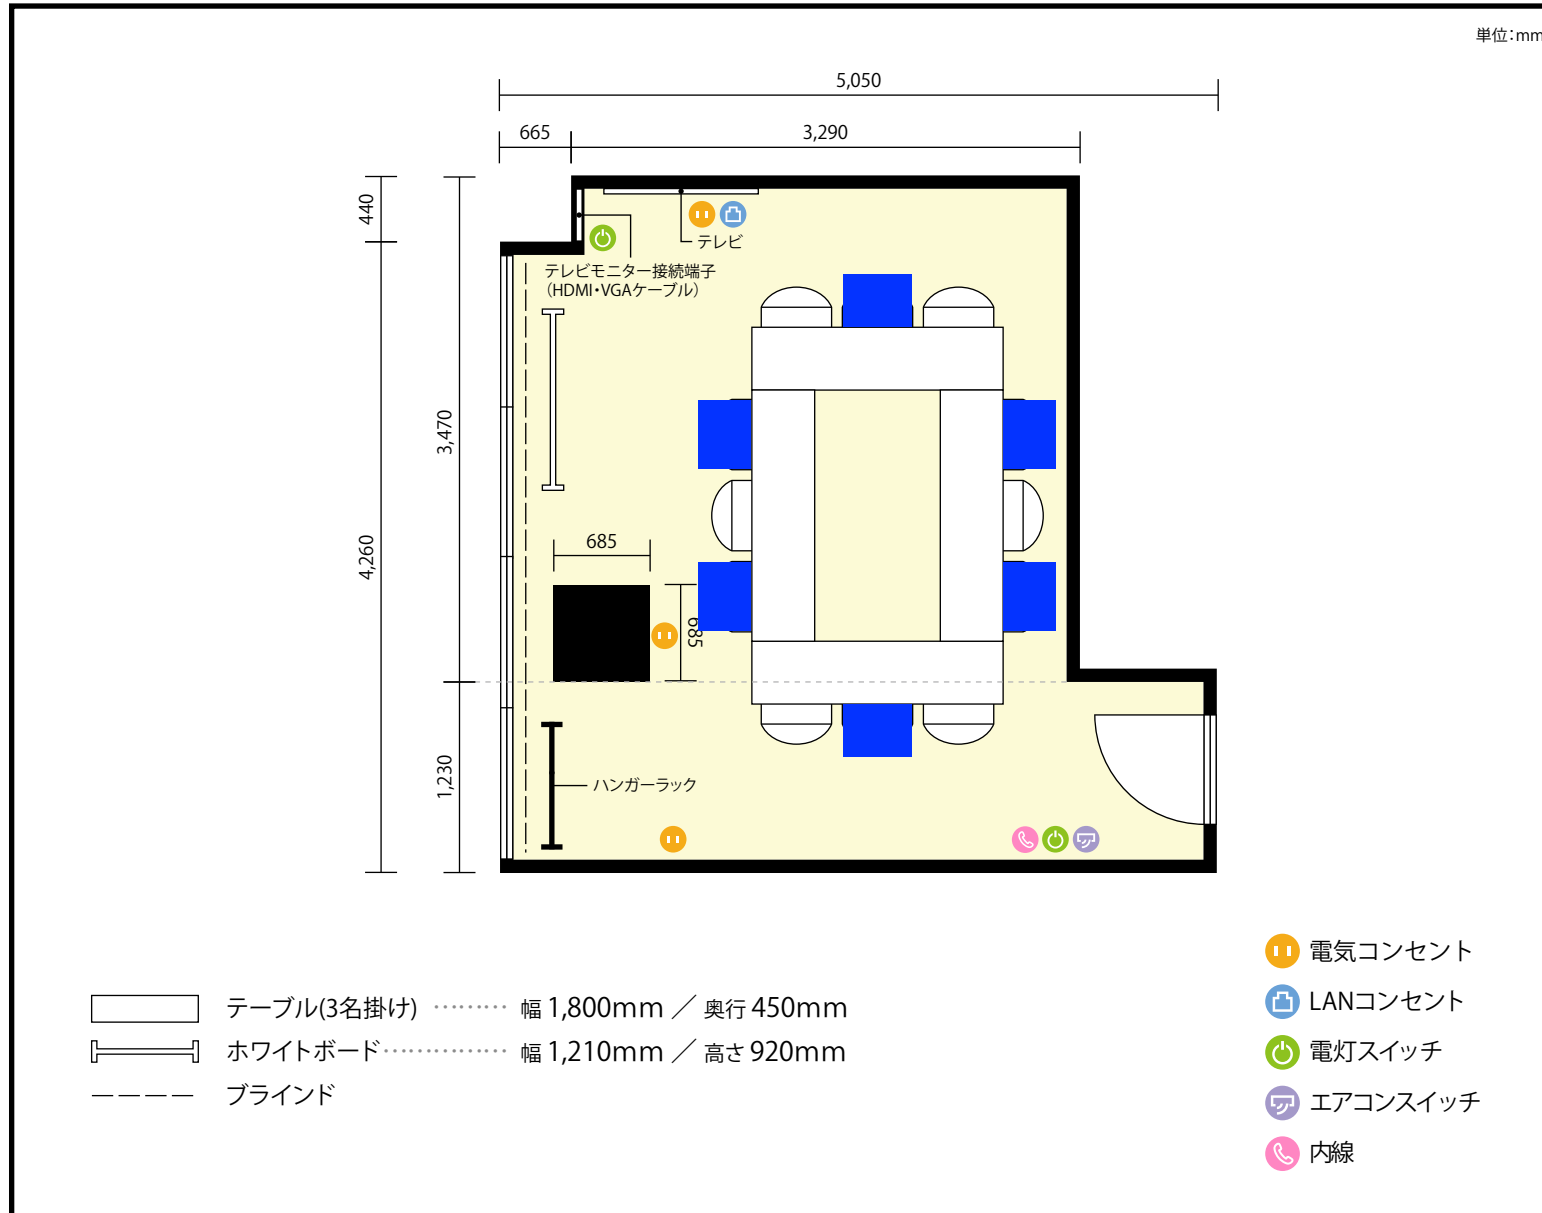 単位：mm
5,050
665
3,290
440
テレビ
テレビモニター接続端子
（HDMI・VGAケーブル）
3,470
4,260
685
685
1,230
ハンガーラック
テーブル(3名掛け) ……… 幅 1,800mm ／ 奥行 450mm
ホワイトボード …………… 幅 1,210mm ／ 高さ 920mm
ブラインド
電気コンセント
LANコンセント
電灯スイッチ
エアコンスイッチ
内線